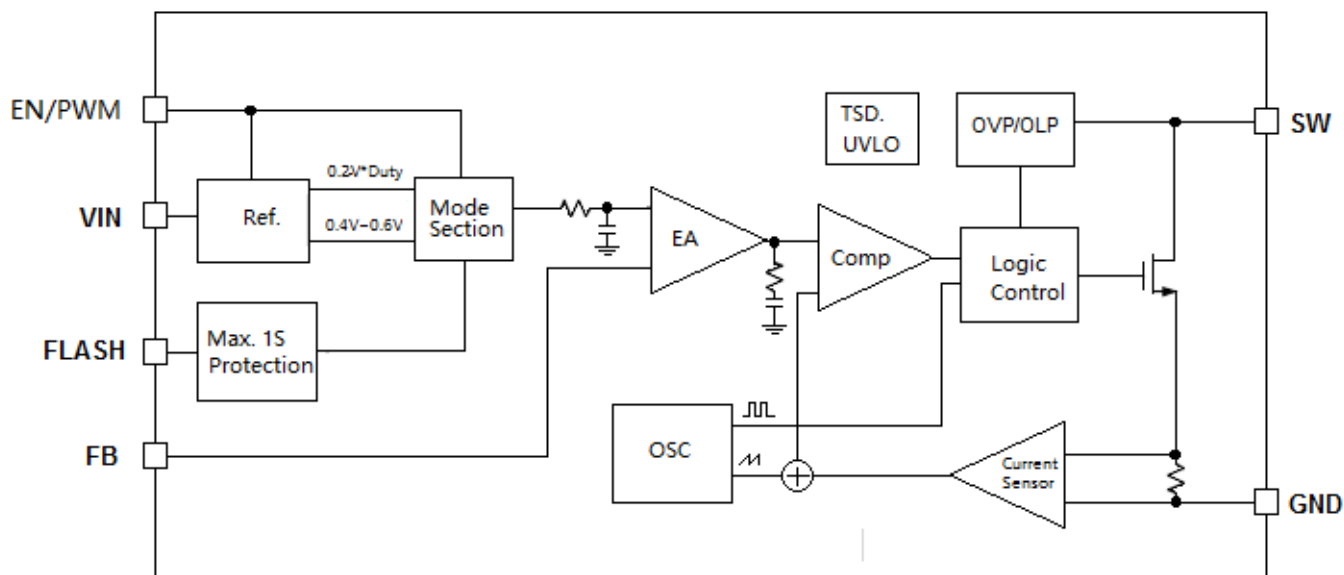 EN/PWM
VIN
FLASH
FB
Ref.
0.2V*Duty
0.4V-0.6V
Mode
Section
Max. 1S
Protection
EA
Comp
TSD.
UVLO
OVP/OLP
Logic
Control
OSC
Current
Sensor
SW
GND